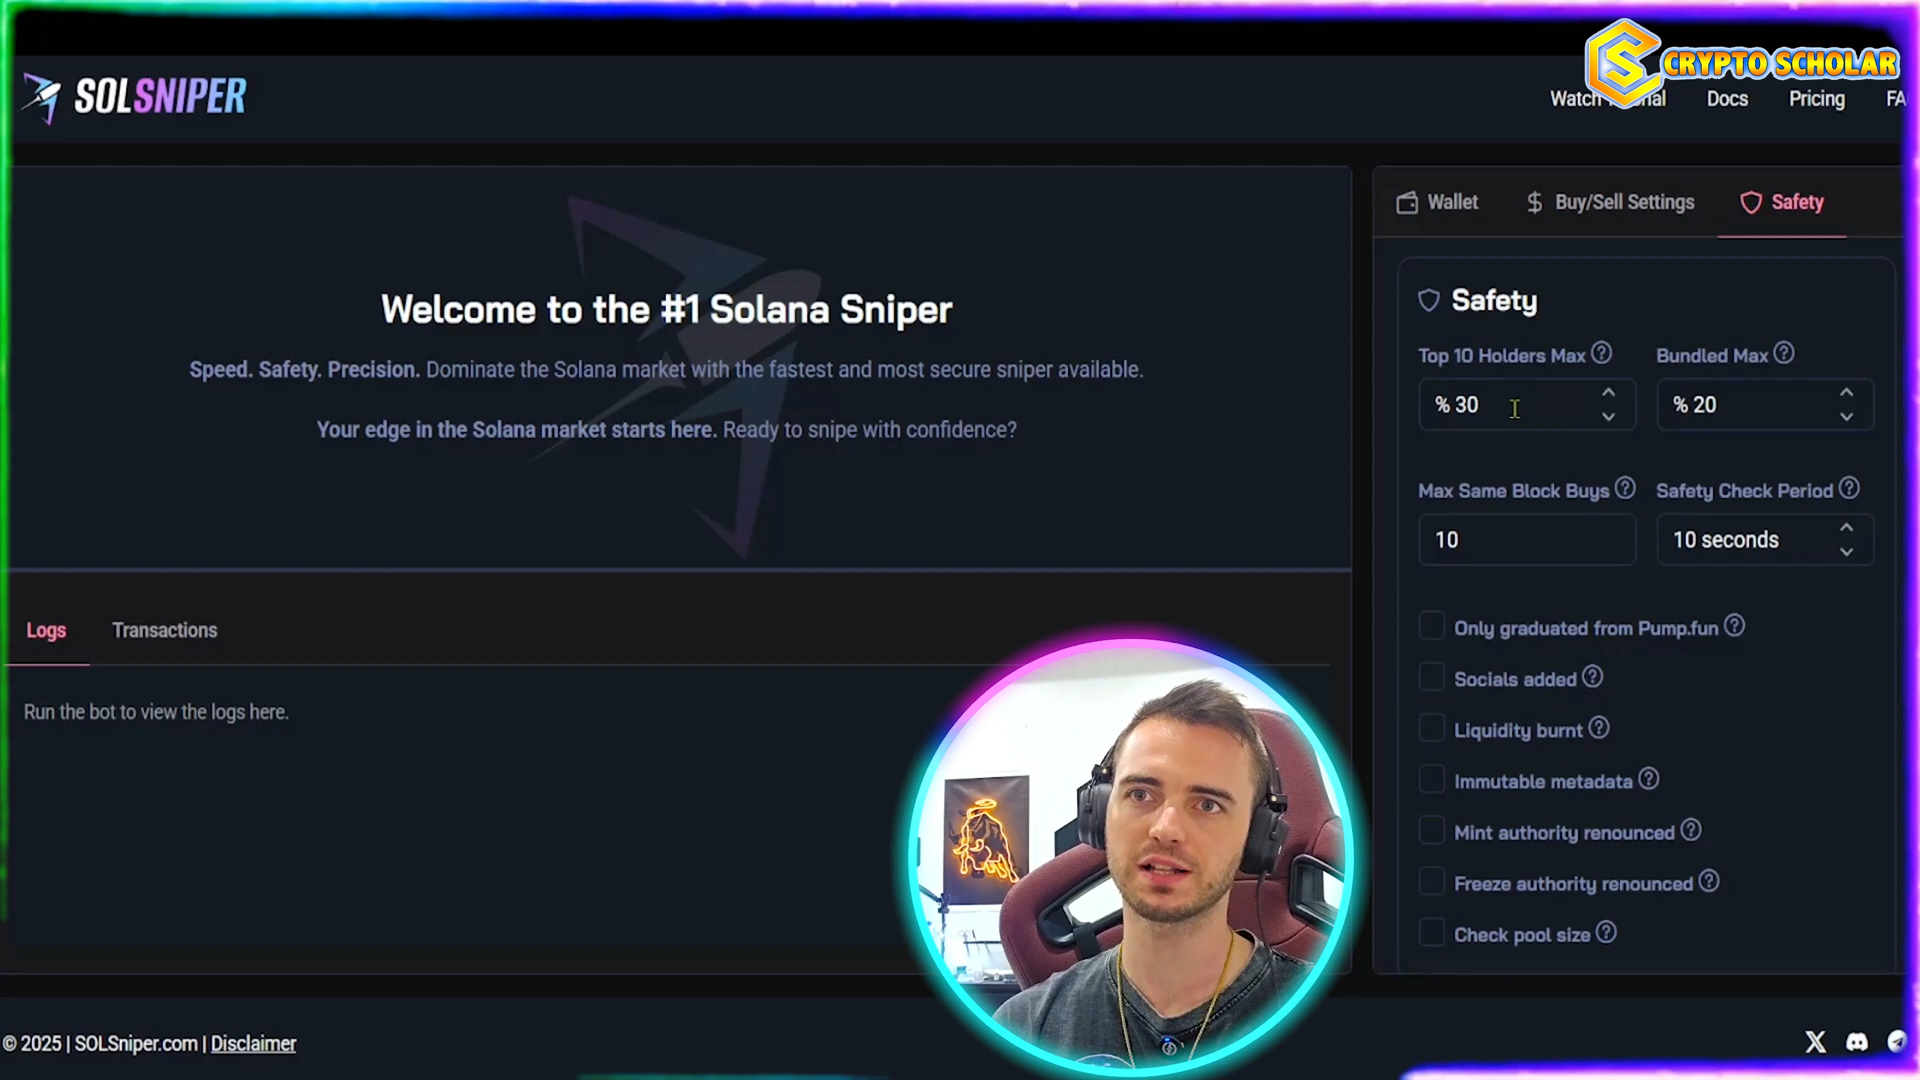 CRYPTO SCHOLAR
SOLSNIPER
Watch
Docs
Pricing
Wallet
Buy/Sell Settings
Safety
Safety
Welcome to the #1 Solana Sniper
Speed. Safety. Precision. Dominate the Solana market with the fastest and most secure sniper available.
Your edge in the Solana market starts here. Ready to snipe with confidence?
Top 10 Holders Max
Bundled Max
% 30
% 20
Max Same Block Buys
Safety Check Period
10
10 seconds
Only graduated from Pump.fun
Socials added
Liquidity burnt
Immutable metadata
Mint authority renounced
Freeze authority renounced
Check pool size
Logs
Transactions
Run the bot to view the logs here.
© 2025 | SOLSniper.com | Disclaimer